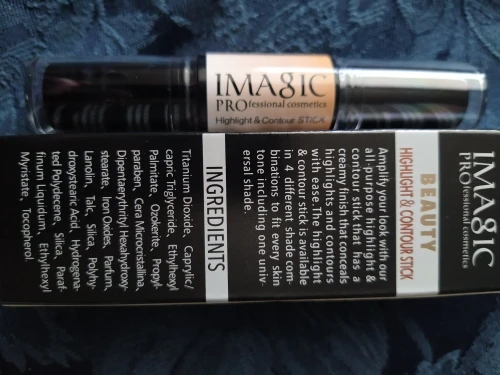 IMAGIC
PROfessional cosmetics
Highlight & Contour STICK
IMAGIC
PROfessional cosmetics
BEAUTY
HIGHLIGHT & CONTOUR STICK
Amplify your look with our
all-purpose highlight &
contour stick that has a
creamy finish that conceals
highlights and contours
with ease. The highlight
& contour stick is available
in 4 different shade com-
binations to fit every skin
tone including one univ-
ersal shade.
INGREDIENTS
Titanium Dioxide, Caprylic/
capric Triglyceride, Ethylhexyl
Palmitate, Ozokerite, Propyl-
paraben, Cera Microcristallina,
Dipentaerythrityl Hexahydroxy-
stearate, Iron Oxides, Parfum,
Lanolin, Talc, Silica, Polyhy-
droxystearic Acid, Hydrogena-
ted Polydecene, Silica, Paraf-
finum Liquidum, Ethylhexyl
Myristate, Tocopherol